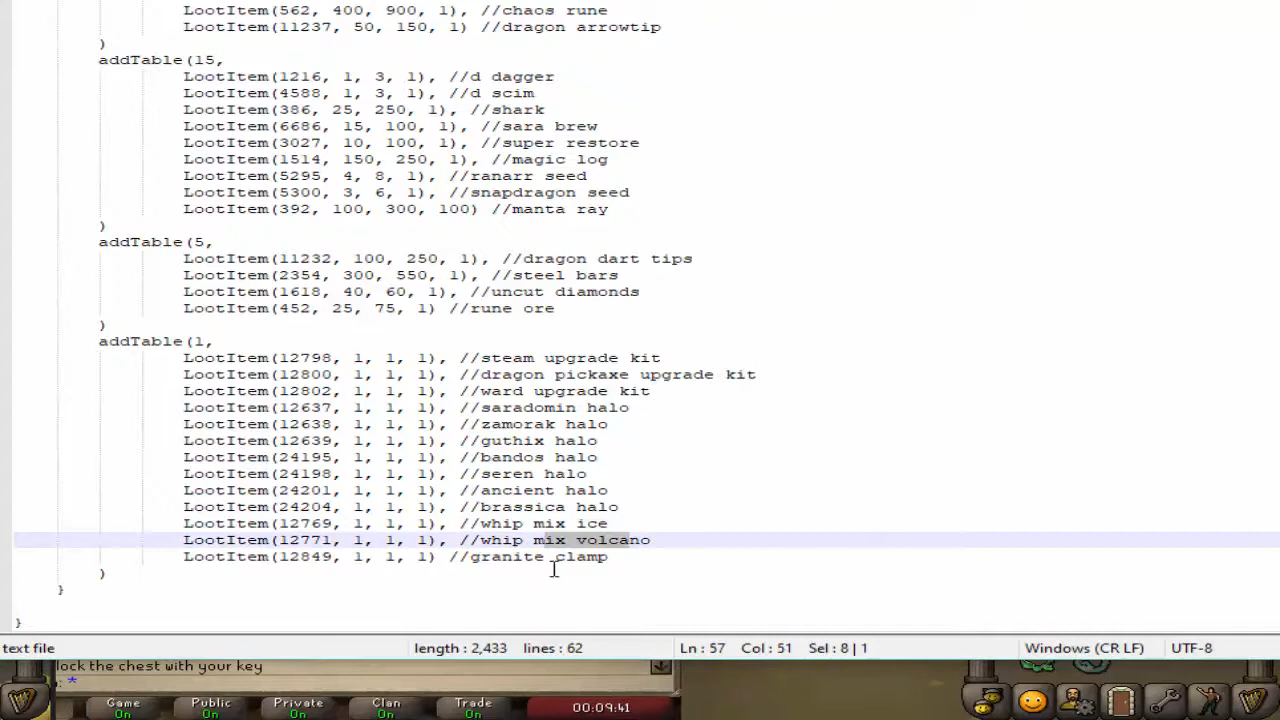 LootItem(562, 400, 900, 1), //chaos rune
LootItem(11237, 50, 150, 1) //dragon arrowtip
)
addTable(15,
LootItem(1216, 1, 3, 1), //d dagger
LootItem(4588, 1, 3, 1), //d scim
LootItem(386, 25, 250, 1), //shark
LootItem(6686, 15, 100, 1), //sara brew
LootItem(3027, 10, 100, 1), //super restore
LootItem(1514, 150, 250, 1), //magic log
LootItem(5295, 4, 8, 1), //ranarr seed
LootItem(5300, 3, 6, 1), //snapdragon seed
LootItem(392, 100, 300, 100) //manta ray
)
addTable(5,
LootItem(11232, 100, 250, 1), //dragon dart tips
LootItem(2354, 300, 550, 1), //steel bars
LootItem(1618, 40, 60, 1), //uncut diamonds
LootItem(452, 25, 75, 1) //rune ore
)
addTable(1,
LootItem(12798, 1, 1, 1), //steam upgrade kit
LootItem(12800, 1, 1, 1), //dragon pickaxe upgrade kit
LootItem(12802, 1, 1, 1), //ward upgrade kit
LootItem(12637, 1, 1, 1), //saradomin halo
LootItem(12638, 1, 1, 1), //zamorak halo
LootItem(12639, 1, 1, 1), //guthix halo
LootItem(24195, 1, 1, 1), //bandos halo
LootItem(24198, 1, 1, 1), //seren halo
LootItem(24201, 1, 1, 1), //ancient halo
LootItem(24204, 1, 1, 1), //brassica halo
LootItem(12769, 1, 1, 1), //whip mix ice
LootItem(12771, 1, 1, 1), //whip mix volcano
LootItem(12849, 1, 1, 1) //granite clamp
)
}
}
text file length : 2,433 lines : 62 Ln : 57 Col : 51 Sel : 8 | 1 Windows (CR LF) UTF-8
lock the chest with your key
: *
Game Public Private Clan Trade 00:09:41
On On On On On